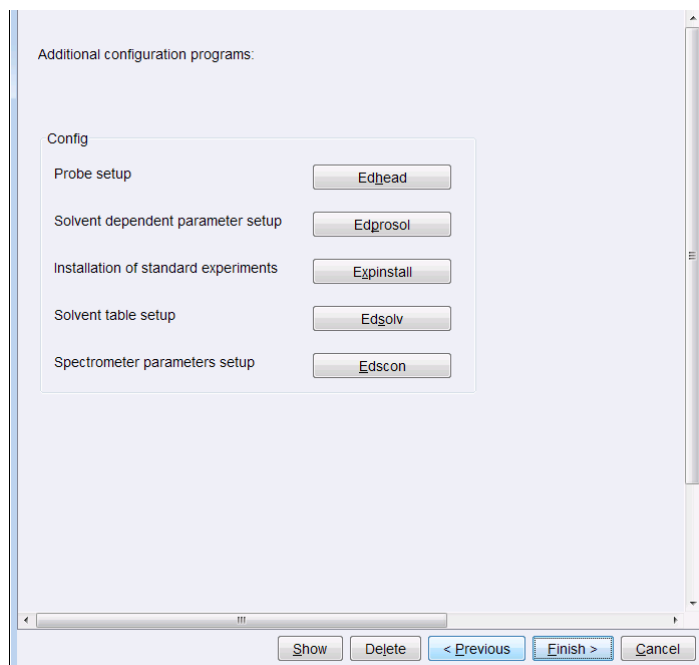 Additional configuration programs:
Config
Probe setup Edhead
Solvent dependent parameter setup Edprosol
Installation of standard experiments Expinstall
Solvent table setup Edsolv
Spectrometer parameters setup Edscon
Show Delete < Previous Finish > Cancel